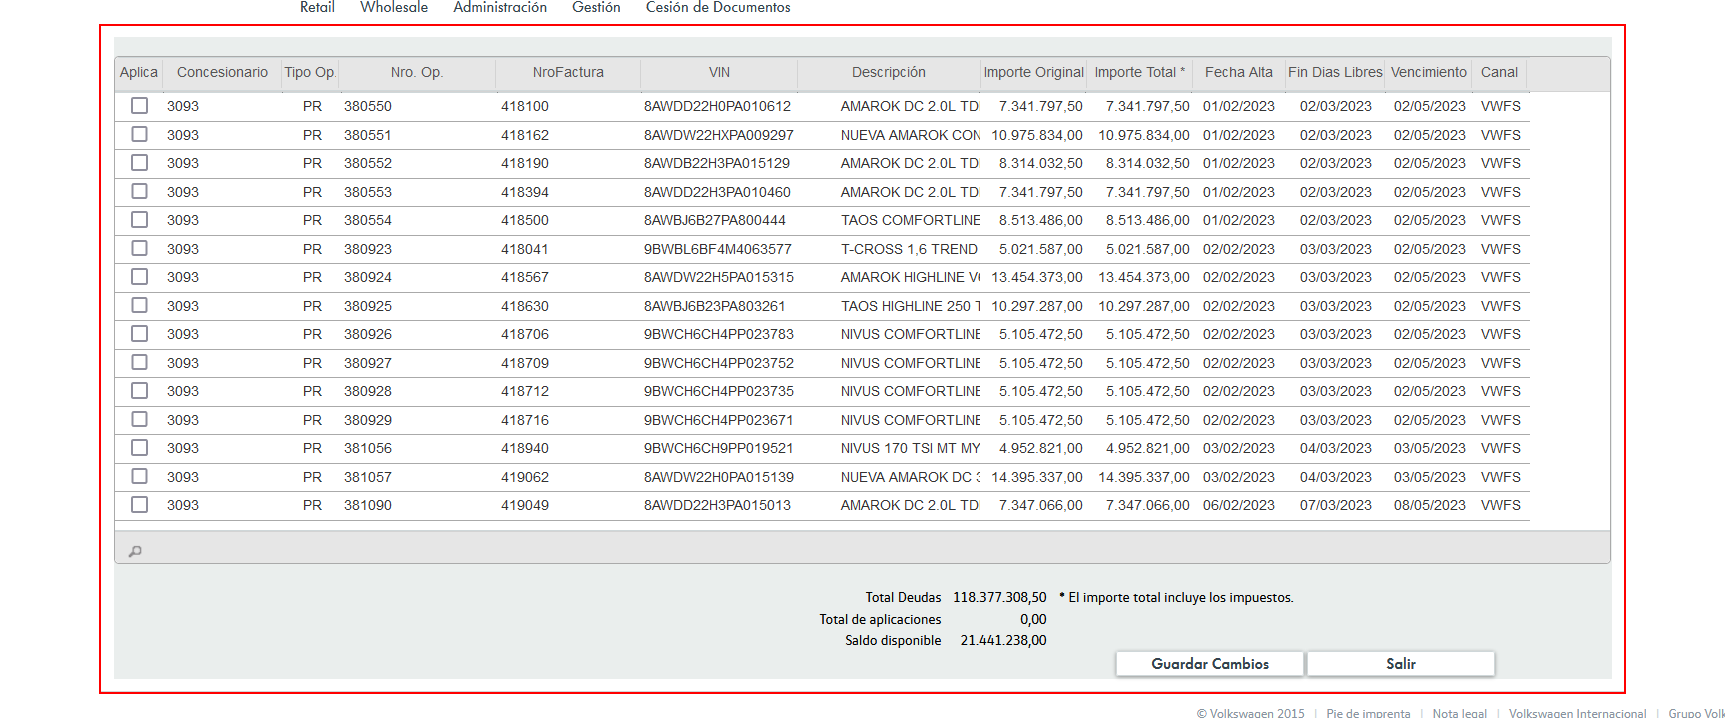 Retail Wholesale Administración Gestión Cesión de Documentos
Aplica Concesionario Tipo Op. Nro. Op. NroFactura VIN Descripción Importe Original Importe Total * Fecha Alta Fin Dias Libres Vencimiento Canal
3093 PR 380550 418100 8AWDD22H0PA010612 AMAROK DC 2.0L TD 7.341.797,50 7.341.797,50 01/02/2023 02/03/2023 02/05/2023 VWFS
3093 PR 380551 418162 8AWDW22HXPA009297 NUEVA AMAROK CON 10.975.834,00 10.975.834,00 01/02/2023 02/03/2023 02/05/2023 VWFS
3093 PR 380552 418190 8AWDB22H3PA015129 AMAROK DC 2.0L TD 8.314.032,50 8.314.032,50 01/02/2023 02/03/2023 02/05/2023 VWFS
3093 PR 380553 418394 8AWDD22H3PA010460 AMAROK DC 2.0L TD 7.341.797,50 7.341.797,50 01/02/2023 02/03/2023 02/05/2023 VWFS
3093 PR 380554 418500 8AWBJ6B27PA800444 TAOS COMFORTLINE 8.513.486,00 8.513.486,00 01/02/2023 02/03/2023 02/05/2023 VWFS
3093 PR 380923 418041 9BWBL6BF4M4063577 T-CROSS 1,6 TREND 5.021.587,00 5.021.587,00 02/02/2023 03/03/2023 02/05/2023 VWFS
3093 PR 380924 418567 8AWDW22H5PA015315 AMAROK HIGHLINE V 13.454.373,00 13.454.373,00 02/02/2023 03/03/2023 02/05/2023 VWFS
3093 PR 380925 418630 8AWBJ6B23PA803261 TAOS HIGHLINE 250 T 10.297.287,00 10.297.287,00 02/02/2023 03/03/2023 02/05/2023 VWFS
3093 PR 380926 418706 9BWCH6CH4PP023783 NIVUS COMFORTLINE 5.105.472,50 5.105.472,50 02/02/2023 03/03/2023 02/05/2023 VWFS
3093 PR 380927 418709 9BWCH6CH4PP023752 NIVUS COMFORTLINE 5.105.472,50 5.105.472,50 02/02/2023 03/03/2023 02/05/2023 VWFS
3093 PR 380928 418712 9BWCH6CH4PP023735 NIVUS COMFORTLINE 5.105.472,50 5.105.472,50 02/02/2023 03/03/2023 02/05/2023 VWFS
3093 PR 380929 418716 9BWCH6CH4PP023671 NIVUS COMFORTLINE 5.105.472,50 5.105.472,50 02/02/2023 03/03/2023 02/05/2023 VWFS
3093 PR 381056 418940 9BWCH6CH9PP019521 NIVUS 170 TSI MT MY 4.952.821,00 4.952.821,00 03/02/2023 04/03/2023 03/05/2023 VWFS
3093 PR 381057 419062 8AWDW22H0PA015139 NUEVA AMAROK DC 14.395.337,00 14.395.337,00 03/02/2023 04/03/2023 03/05/2023 VWFS
3093 PR 381090 419049 8AWDD22H3PA015013 AMAROK DC 2.0L TD 7.347.066,00 7.347.066,00 06/02/2023 07/03/2023 08/05/2023 VWFS
Total Deudas 118.377.308,50 * El importe total incluye los impuestos.
Total de aplicaciones 0,00
Saldo disponible 21.441.238,00
Guardar Cambios Salir
© Volkswagen 2015 | Pie de imprenta | Nota legal | Volkswagen Internacional | Grupo Volk